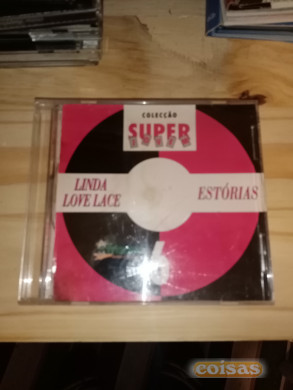 COLECÇÃO
SUPER
LINDA
LOVE LACE
ESTÓRIAS
6
coisas